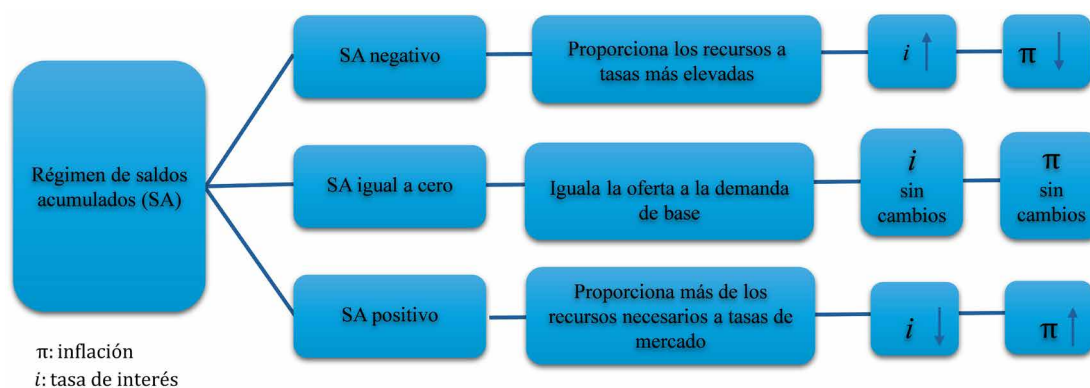 Régimen de saldos
acumulados (SA)
SA negativo
Proporciona los recursos a
tasas más elevadas
i ↑
π ↓
SA igual a cero
Iguala la oferta a la demanda
de base
i
sin
cambios
π
sin
cambios
SA positivo
Proporciona más de los
recursos necesarios a tasas de
mercado
i ↓
π ↑
π: inflación
i: tasa de interés